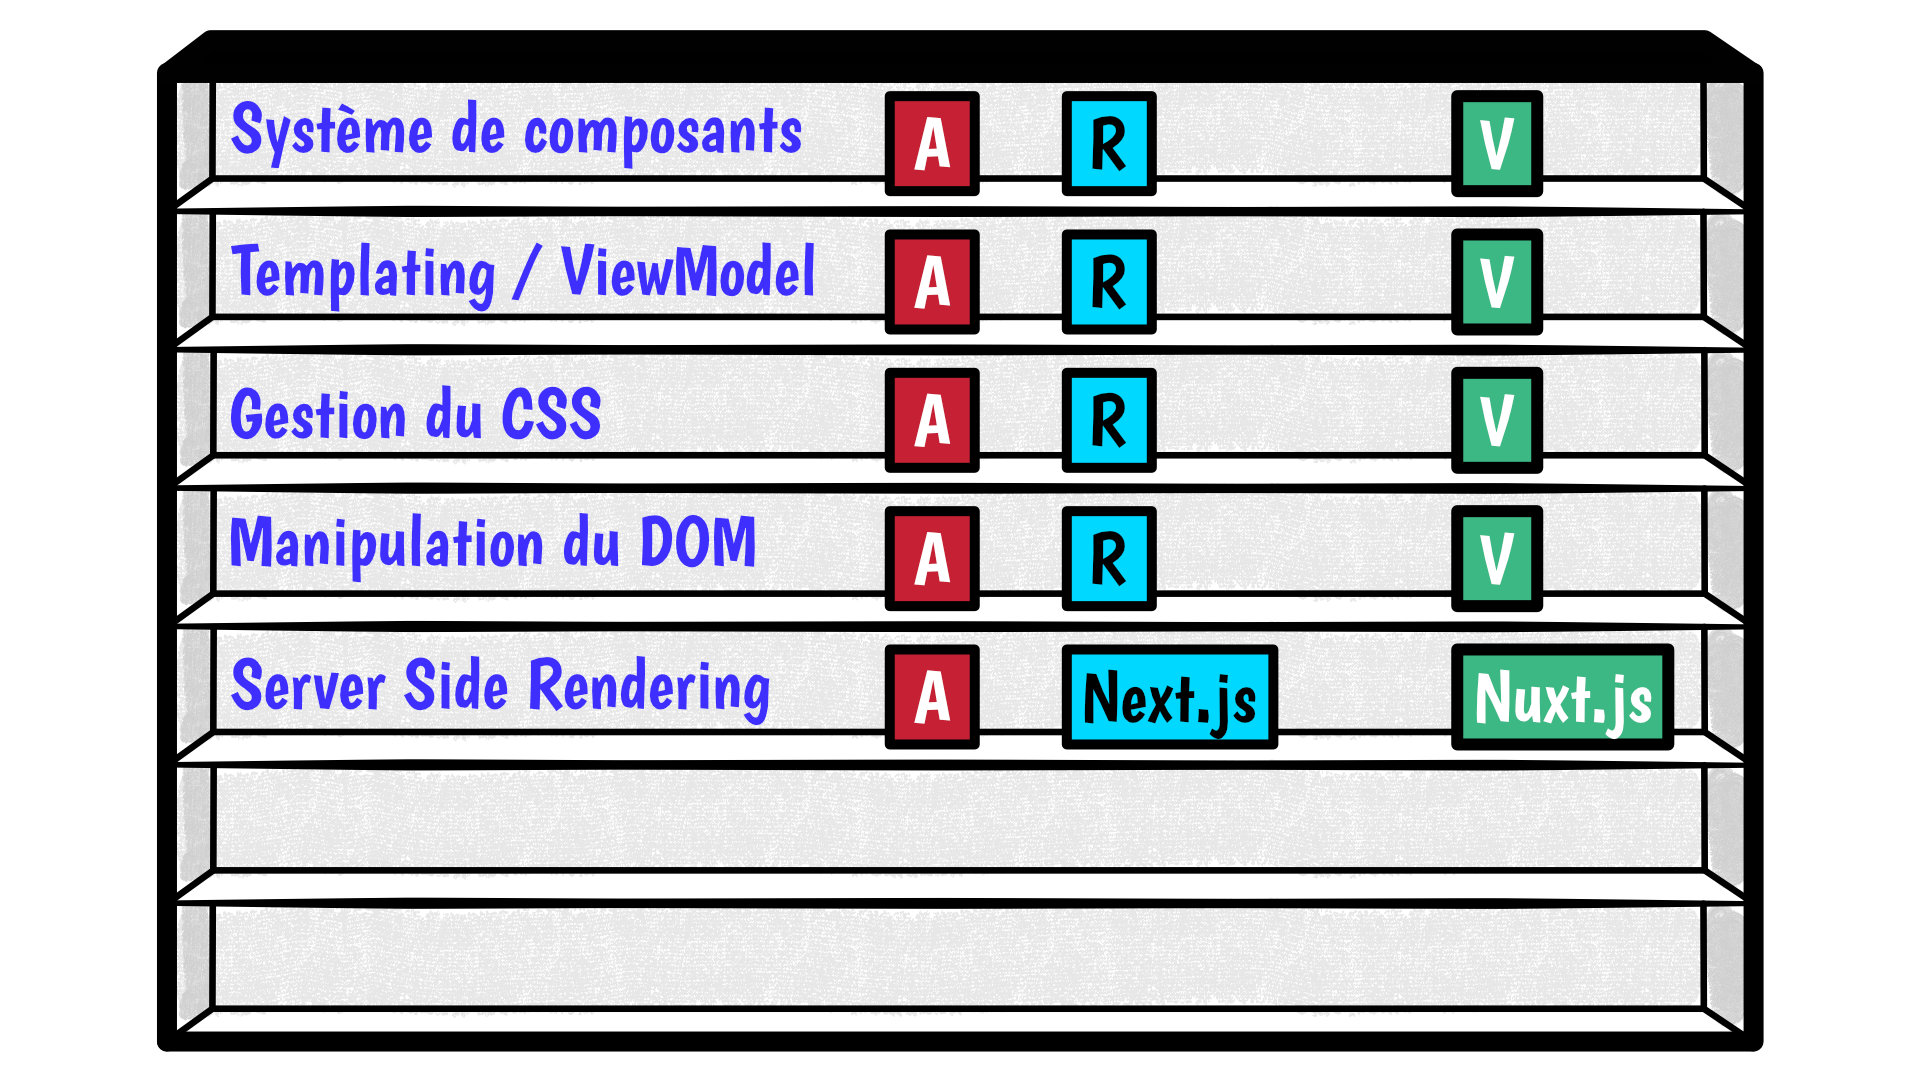 Système de composants A R V
Templating / ViewModel A R V
Gestion du CSS A R V
Manipulation du DOM A R V
Server Side Rendering A Next.js Nuxt.js